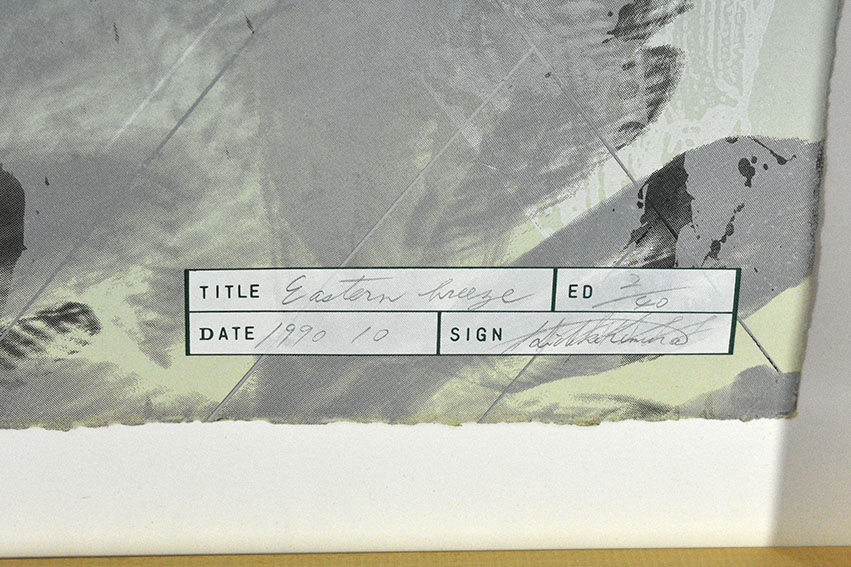 TITLE Eastern breeze ED 2/40
DATE 1990 10 SIGN